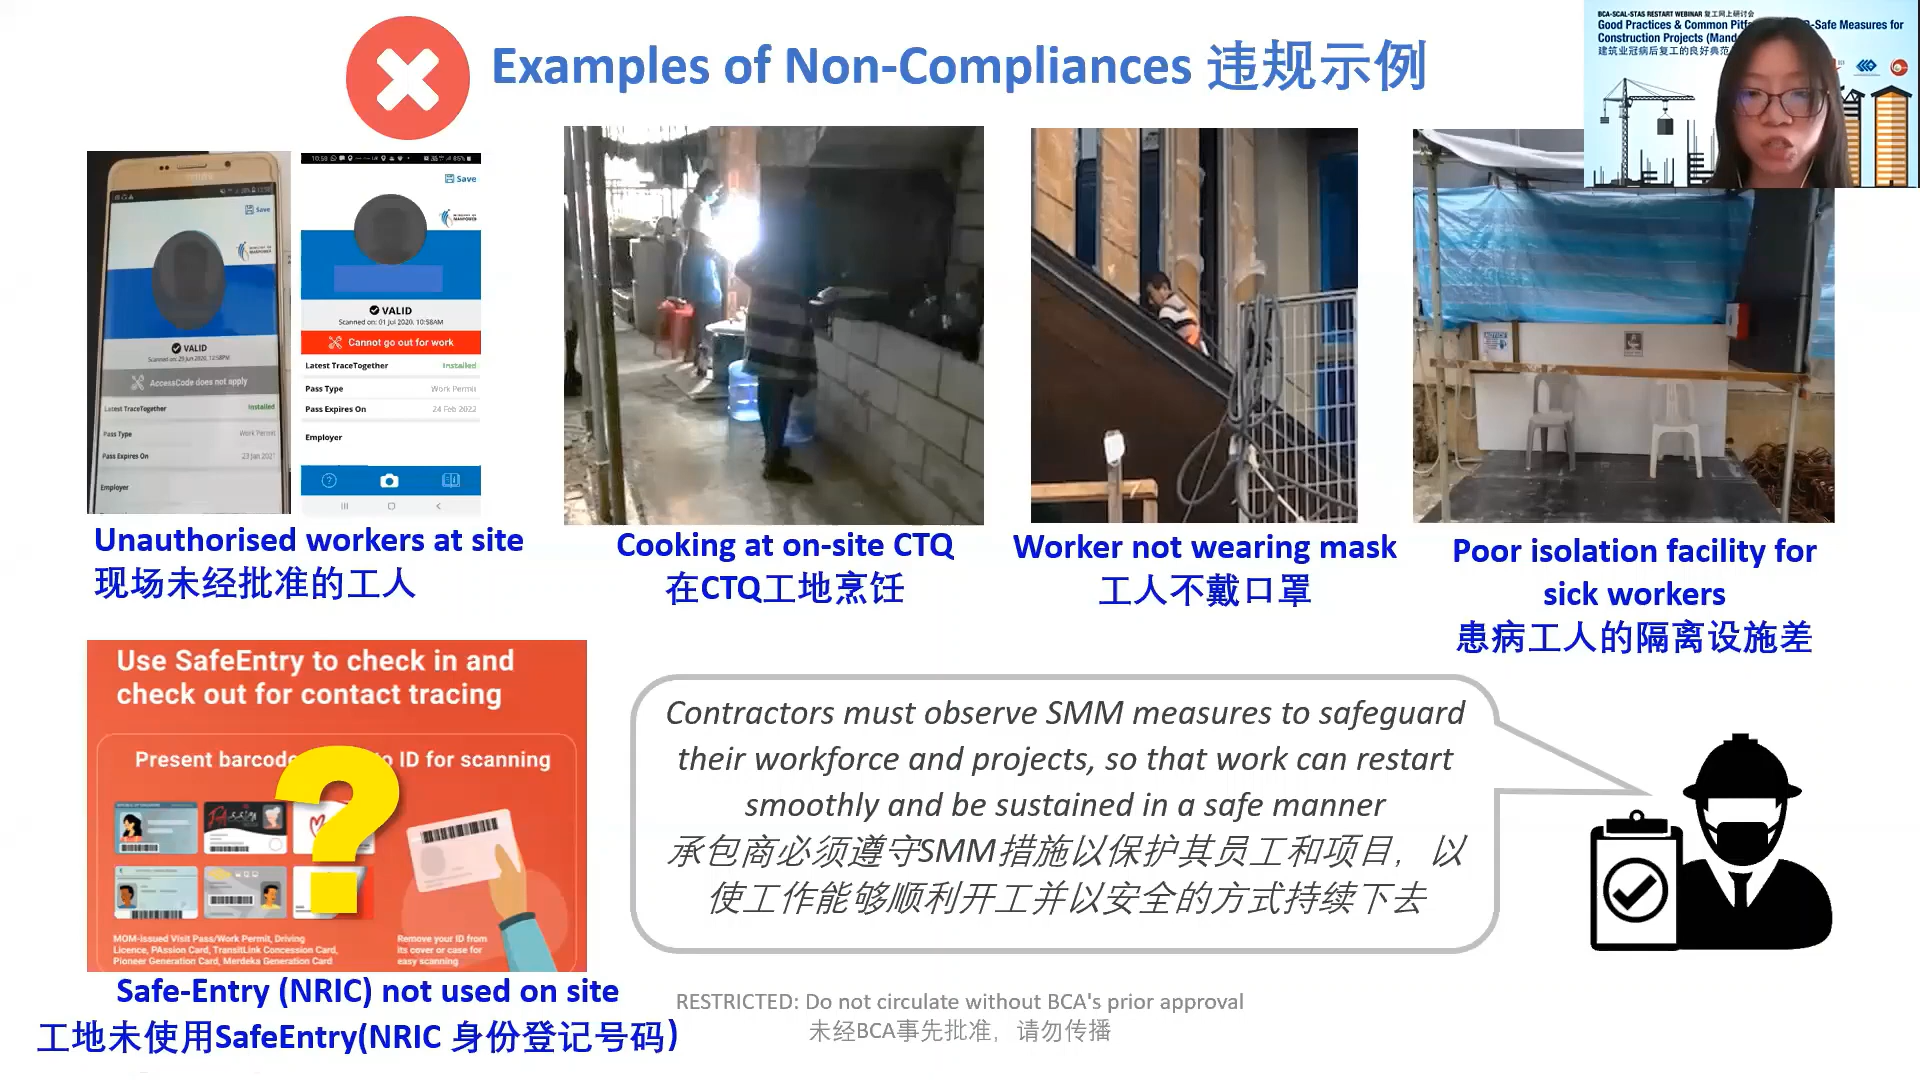 Examples of Non-Compliances 违规示例
BCA-SCAL-STAS RESTART WEBINAR 复工网上研讨会
Good Practices & Common
-Safe Measures for
Construction Projects
建筑业冠病后复工的良好典范
Save
MINISTRY OF
MANPOWER
VALID
Scanned on: 29 Jun 2020, 12:58PM
AccessCode does not apply
Latest TraceTogether Installed
Pass Type Work Permit
Pass Expires On 23 Jan 2021
Employer
10:58
85%
Save
MINISTRY OF
MANPOWER
VALID
Scanned on: 01 Jul 2020, 10:58AM
Cannot go out for work
Latest TraceTogether Installed
Pass Type Work Permit
Pass Expires On 24 Feb 2022
Employer
Unauthorised workers at site
现场未经批准的工人
Cooking at on-site CTQ
在CTQ工地烹饪
Worker not wearing mask
工人不戴口罩
NOTICE
Poor isolation facility for
sick workers
患病工人的隔离设施差
Use SafeEntry to check in and
check out for contact tracing
Present barcode ID for scanning
?
MOM-issued Visit Pass/Work Permit, Driving
Licence, PAssion Card, TransitLink Concession Card,
Pioneer Generation Card, Merdeka Generation Card
Remove your ID from
its cover or case for
easy scanning
Safe-Entry (NRIC) not used on site
工地未使用SafeEntry(NRIC 身份登记号码)
Contractors must observe SMM measures to safeguard
their workforce and projects, so that work can restart
smoothly and be sustained in a safe manner
承包商必须遵守SMM措施以保护其员工和项目，以
使工作能够顺利开工并以安全的方式持续下去
RESTRICTED: Do not circulate without BCA's prior approval
未经BCA事先批准，请勿传播